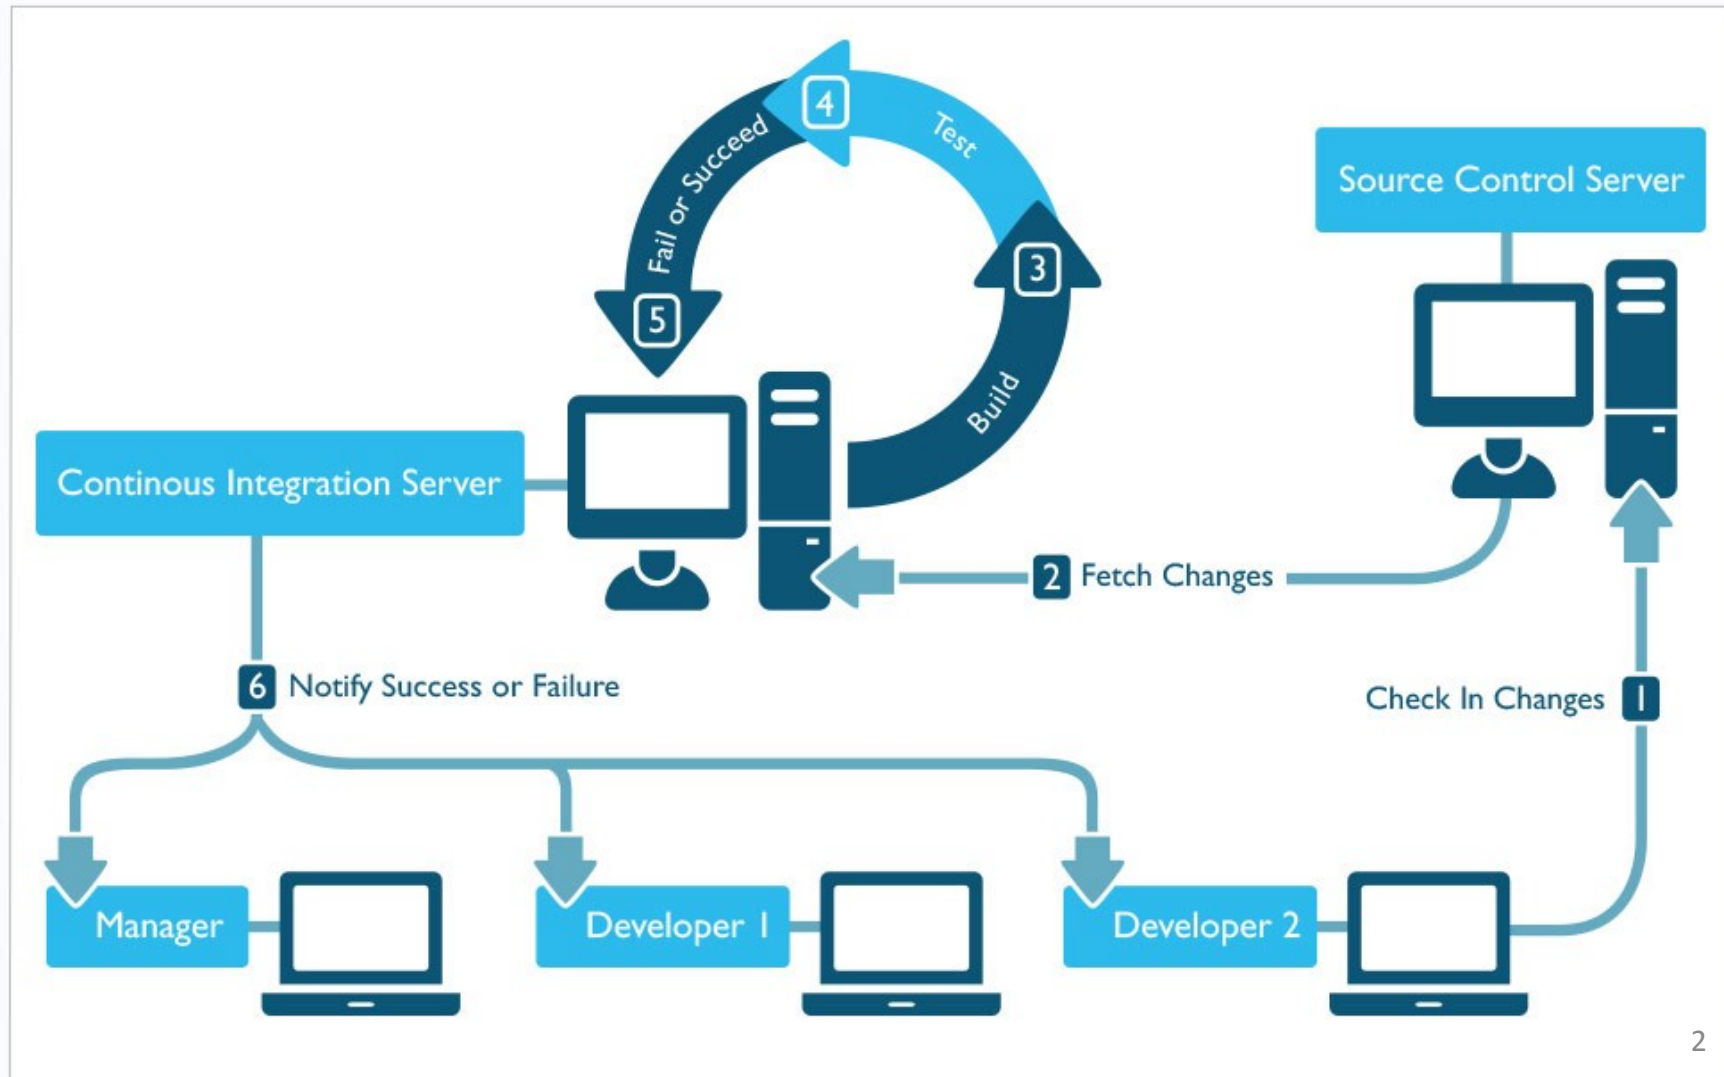 4
Test
Fail or Succeed
3
5
Build
Source Control Server
Continous Integration Server
2 Fetch Changes
6 Notify Success or Failure
Check In Changes 1
Manager
Developer 1
Developer 2
2